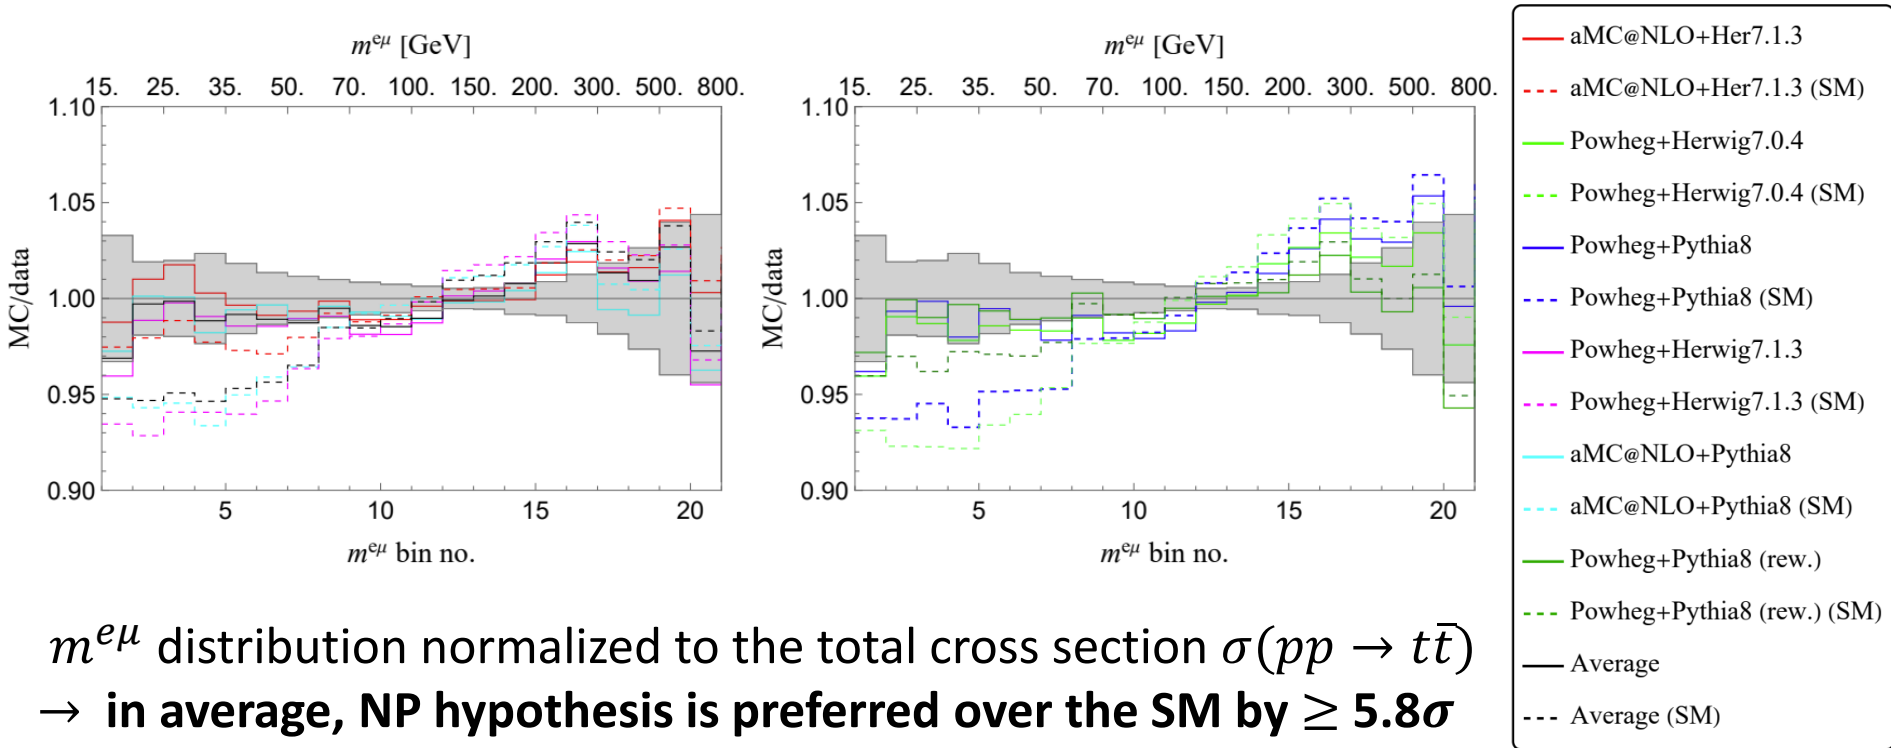 m^{eμ} [GeV]
15. 25. 35. 50. 70. 100. 150. 200. 300. 500. 800.
1.10
1.05
1.00
0.95
0.90
MC/data
5 10 15 20
m^{eμ} bin no.
m^{eμ} [GeV]
15. 25. 35. 50. 70. 100. 150. 200. 300. 500. 800.
1.10
1.05
1.00
0.95
0.90
MC/data
5 10 15 20
m^{eμ} bin no.
aMC@NLO+Her7.1.3
aMC@NLO+Her7.1.3 (SM)
Powheg+Herwig7.0.4
Powheg+Herwig7.0.4 (SM)
Powheg+Pythia8
Powheg+Pythia8 (SM)
Powheg+Herwig7.1.3
Powheg+Herwig7.1.3 (SM)
aMC@NLO+Pythia8
aMC@NLO+Pythia8 (SM)
Powheg+Pythia8 (rew.)
Powheg+Pythia8 (rew.) (SM)
Average
Average (SM)
m^{eμ} distribution normalized to the total cross section σ(pp → tt̄)
→ in average, NP hypothesis is preferred over the SM by ≥ 5.8σ